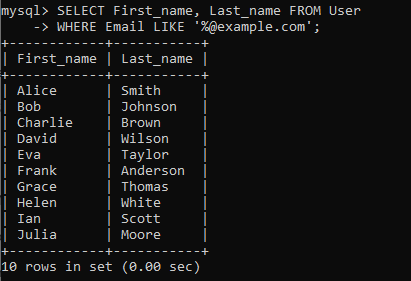 mysql> SELECT First_name, Last_name FROM User
    -> WHERE Email LIKE '%@example.com';
+------------+-----------+
| First_name | Last_name |
+------------+-----------+
| Alice      | Smith     |
| Bob        | Johnson   |
| Charlie    | Brown     |
| David      | Wilson    |
| Eva        | Taylor    |
| Frank      | Anderson  |
| Grace      | Thomas    |
| Helen      | White     |
| Ian        | Scott     |
| Julia      | Moore     |
+------------+-----------+
10 rows in set (0.00 sec)